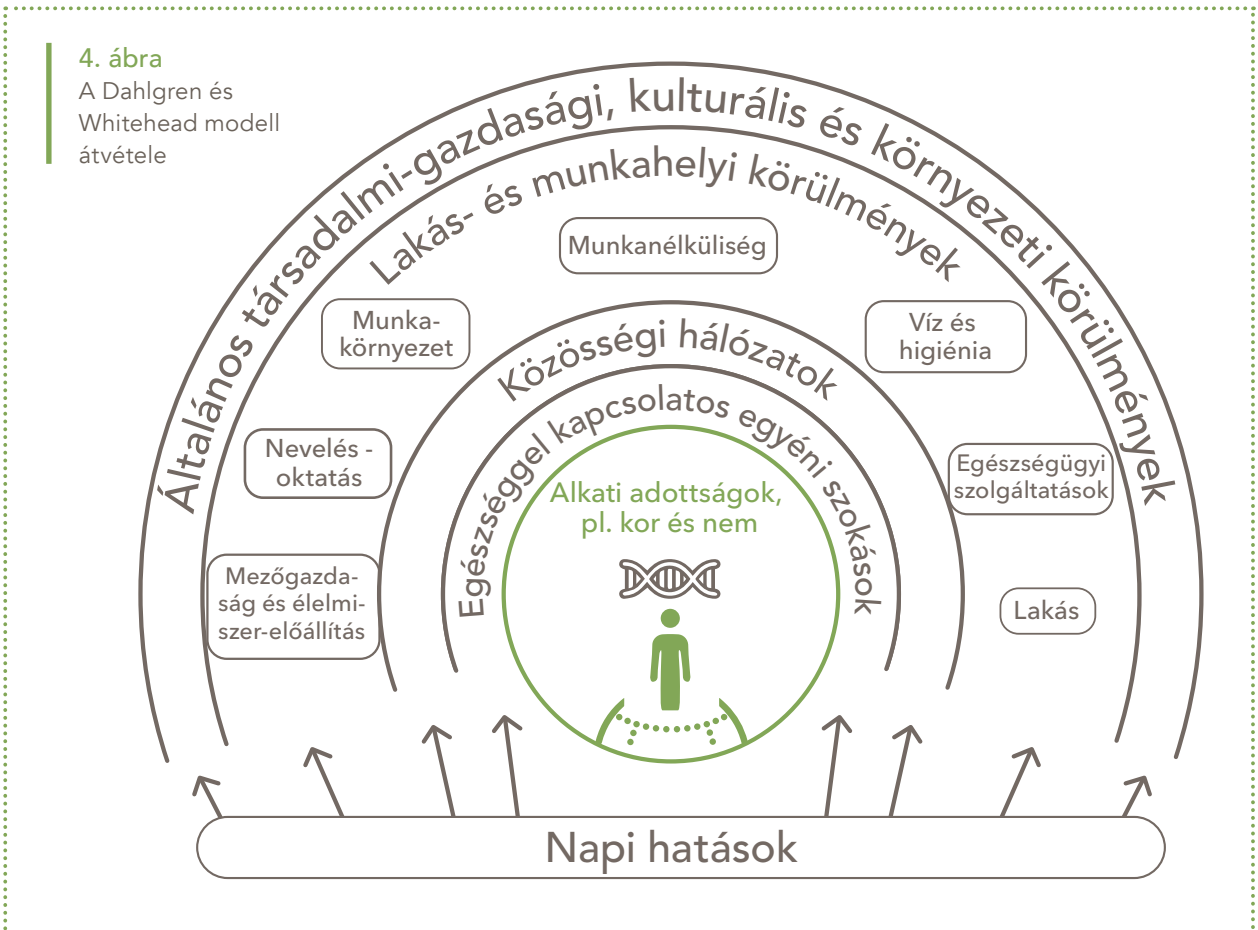 4. ábra
A Dahlgren és
Whitehead modell
átvétele
Általános társadalmi-gazdasági, kulturális és környezeti körülmények
Lakás- és munkahelyi körülmények
Munkanélküliség
Munka-
környezet
Víz és
higiénia
Közösségi hálózatok
Egészséggel kapcsolatos egyéni szokások
Nevelés -
oktatás
Egészségügyi
szolgáltatások
Alkati adottságok,
pl. kor és nem
Mezőgazda-
ság és élelmi-
szer-előállítás
Lakás
Napi hatások